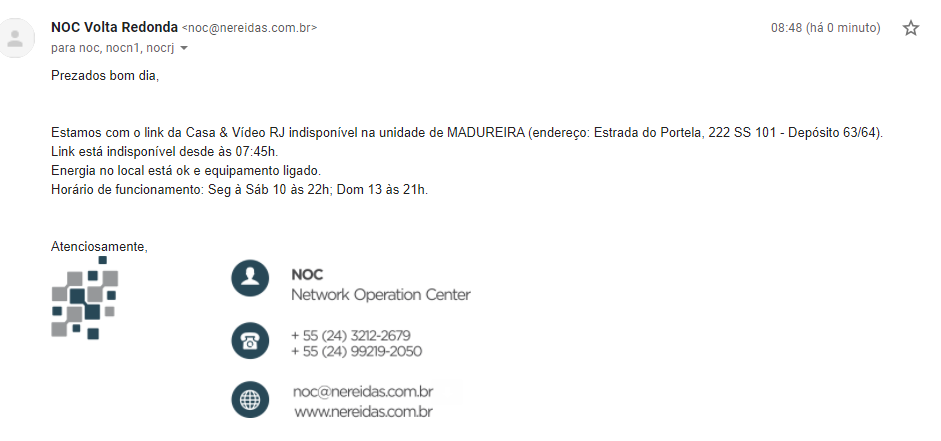 NOC Volta Redonda <noc@nereidas.com.br> 08:48 (há 0 minuto)
para noc, nocn1, nocrj
Prezados bom dia,
Estamos com o link da Casa & Vídeo RJ indisponível na unidade de MADUREIRA (endereço: Estrada do Portela, 222 SS 101 - Depósito 63/64).
Link está indisponível desde às 07:45h.
Energia no local está ok e equipamento ligado.
Horário de funcionamento: Seg à Sáb 10 às 22h; Dom 13 às 21h.
Atenciosamente,
NOC
Network Operation Center
+ 55 (24) 3212-2679
+ 55 (24) 99219-2050
noc@nereidas.com.br
www.nereidas.com.br